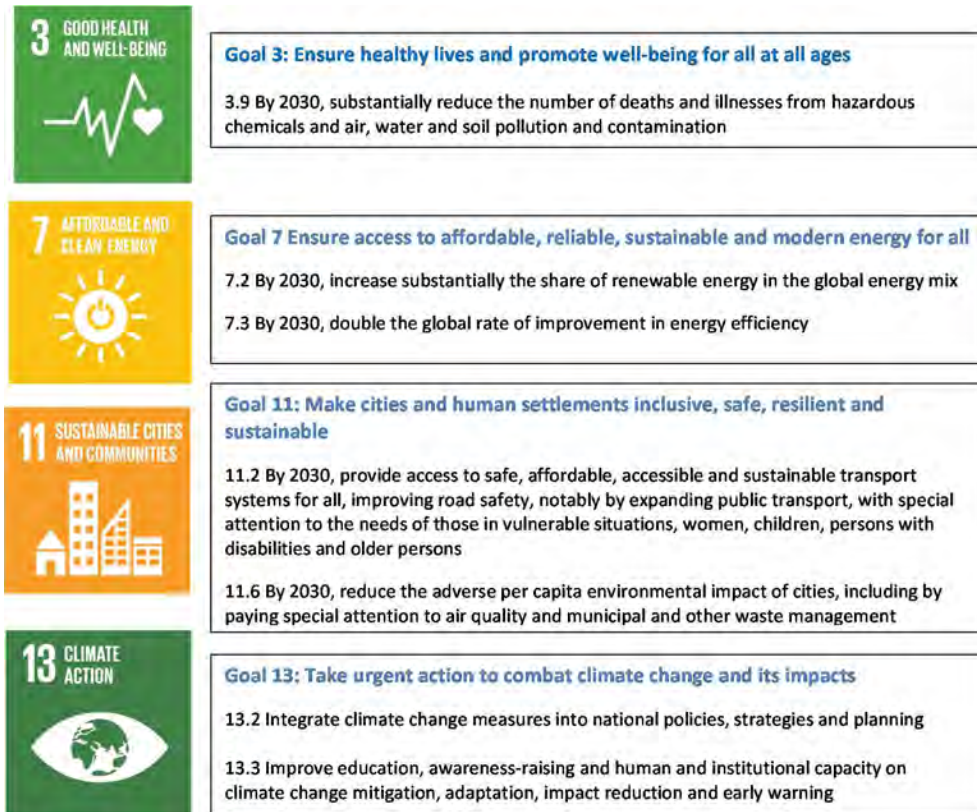 3 GOOD HEALTH
AND WELL-BEING
Goal 3: Ensure healthy lives and promote well-being for all at all ages
3.9 By 2030, substantially reduce the number of deaths and illnesses from hazardous
chemicals and air, water and soil pollution and contamination
7 AFFORDABLE AND
CLEAN ENERGY
Goal 7 Ensure access to affordable, reliable, sustainable and modern energy for all
7.2 By 2030, increase substantially the share of renewable energy in the global energy mix
7.3 By 2030, double the global rate of improvement in energy efficiency
11 SUSTAINABLE CITIES
AND COMMUNITIES
Goal 11: Make cities and human settlements inclusive, safe, resilient and
sustainable
11.2 By 2030, provide access to safe, affordable, accessible and sustainable transport
systems for all, improving road safety, notably by expanding public transport, with special
attention to the needs of those in vulnerable situations, women, children, persons with
disabilities and older persons
11.6 By 2030, reduce the adverse per capita environmental impact of cities, including by
paying special attention to air quality and municipal and other waste management
13 CLIMATE
ACTION
Goal 13: Take urgent action to combat climate change and its impacts
13.2 Integrate climate change measures into national policies, strategies and planning
13.3 Improve education, awareness-raising and human and institutional capacity on
climate change mitigation, adaptation, impact reduction and early warning